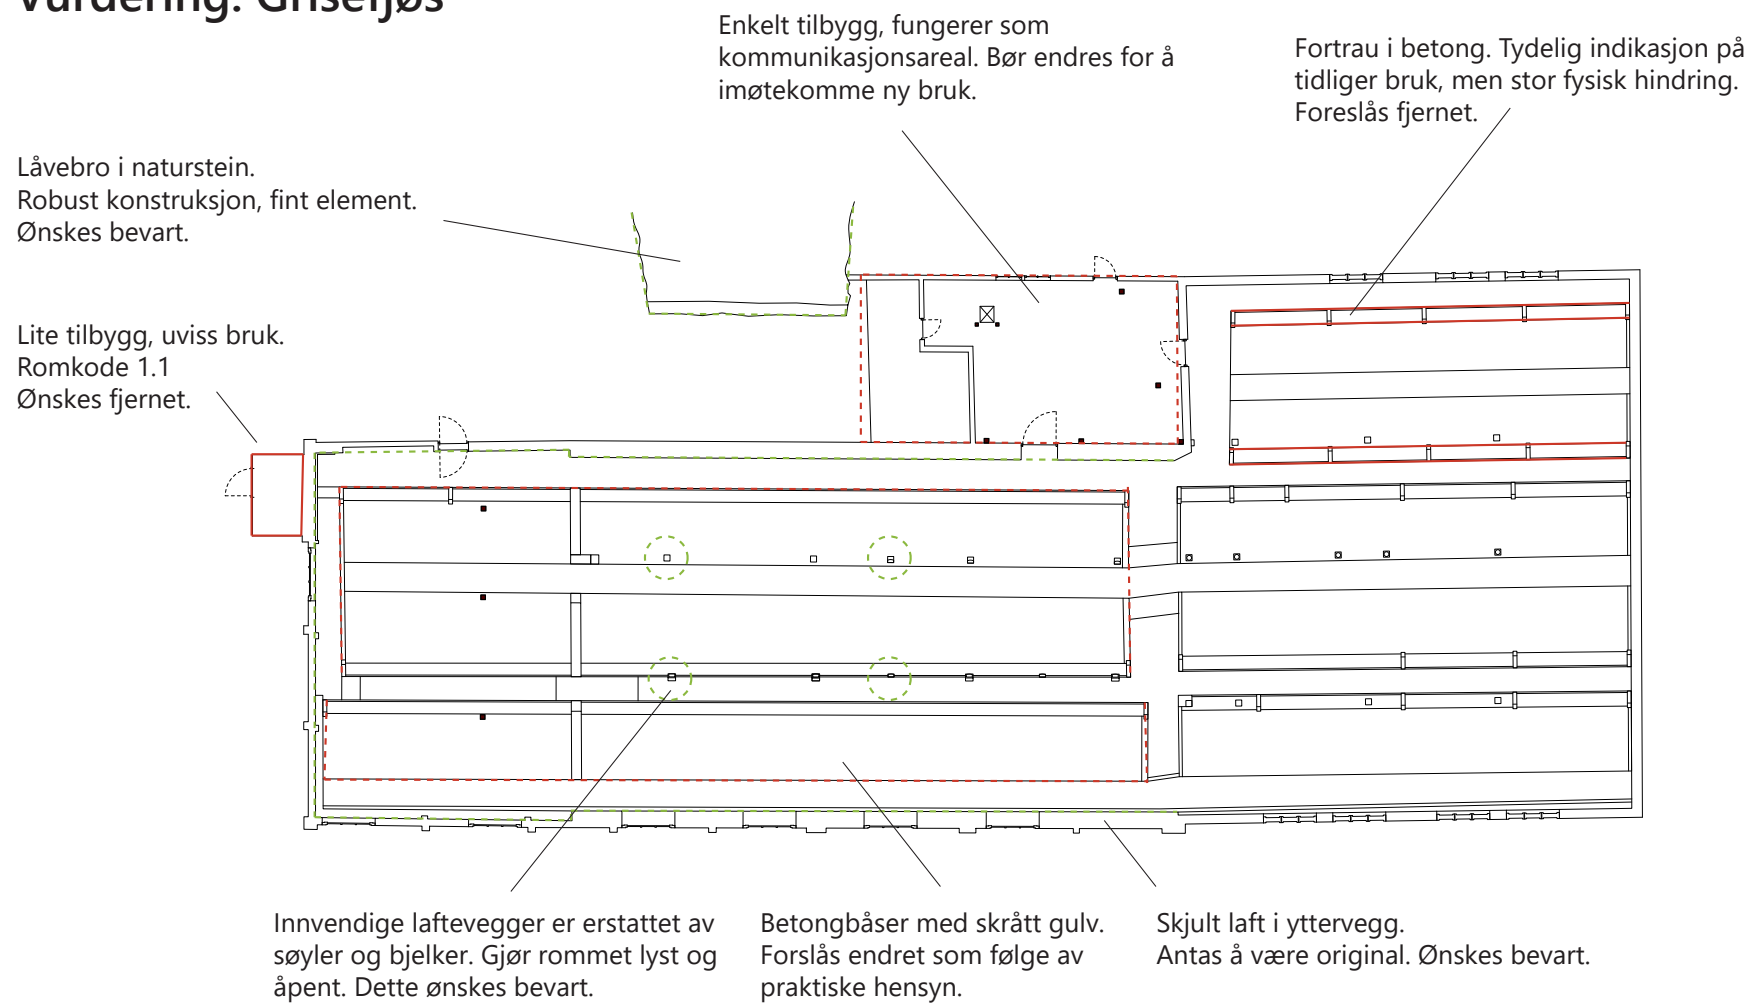 Vurdering: Grisefjøs
Enkelt tilbygg, fungerer som
kommunikasjonsareal. Bør endres for å
imøtekomme ny bruk.
Fortrau i betong. Tydelig indikasjon på
tidliger bruk, men stor fysisk hindring.
Foreslås fjernet.
Låvebro i naturstein.
Robust konstruksjon, fint element.
Ønskes bevart.
Lite tilbygg, uviss bruk.
Romkode 1.1
Ønskes fjernet.
Innvendige laftevegger er erstattet av
søyler og bjelker. Gjør rommet lyst og
åpent. Dette ønskes bevart.
Betongbåser med skrått gulv.
Forslås endret som følge av
praktiske hensyn.
Skjult laft i yttervegg.
Antas å være original. Ønskes bevart.